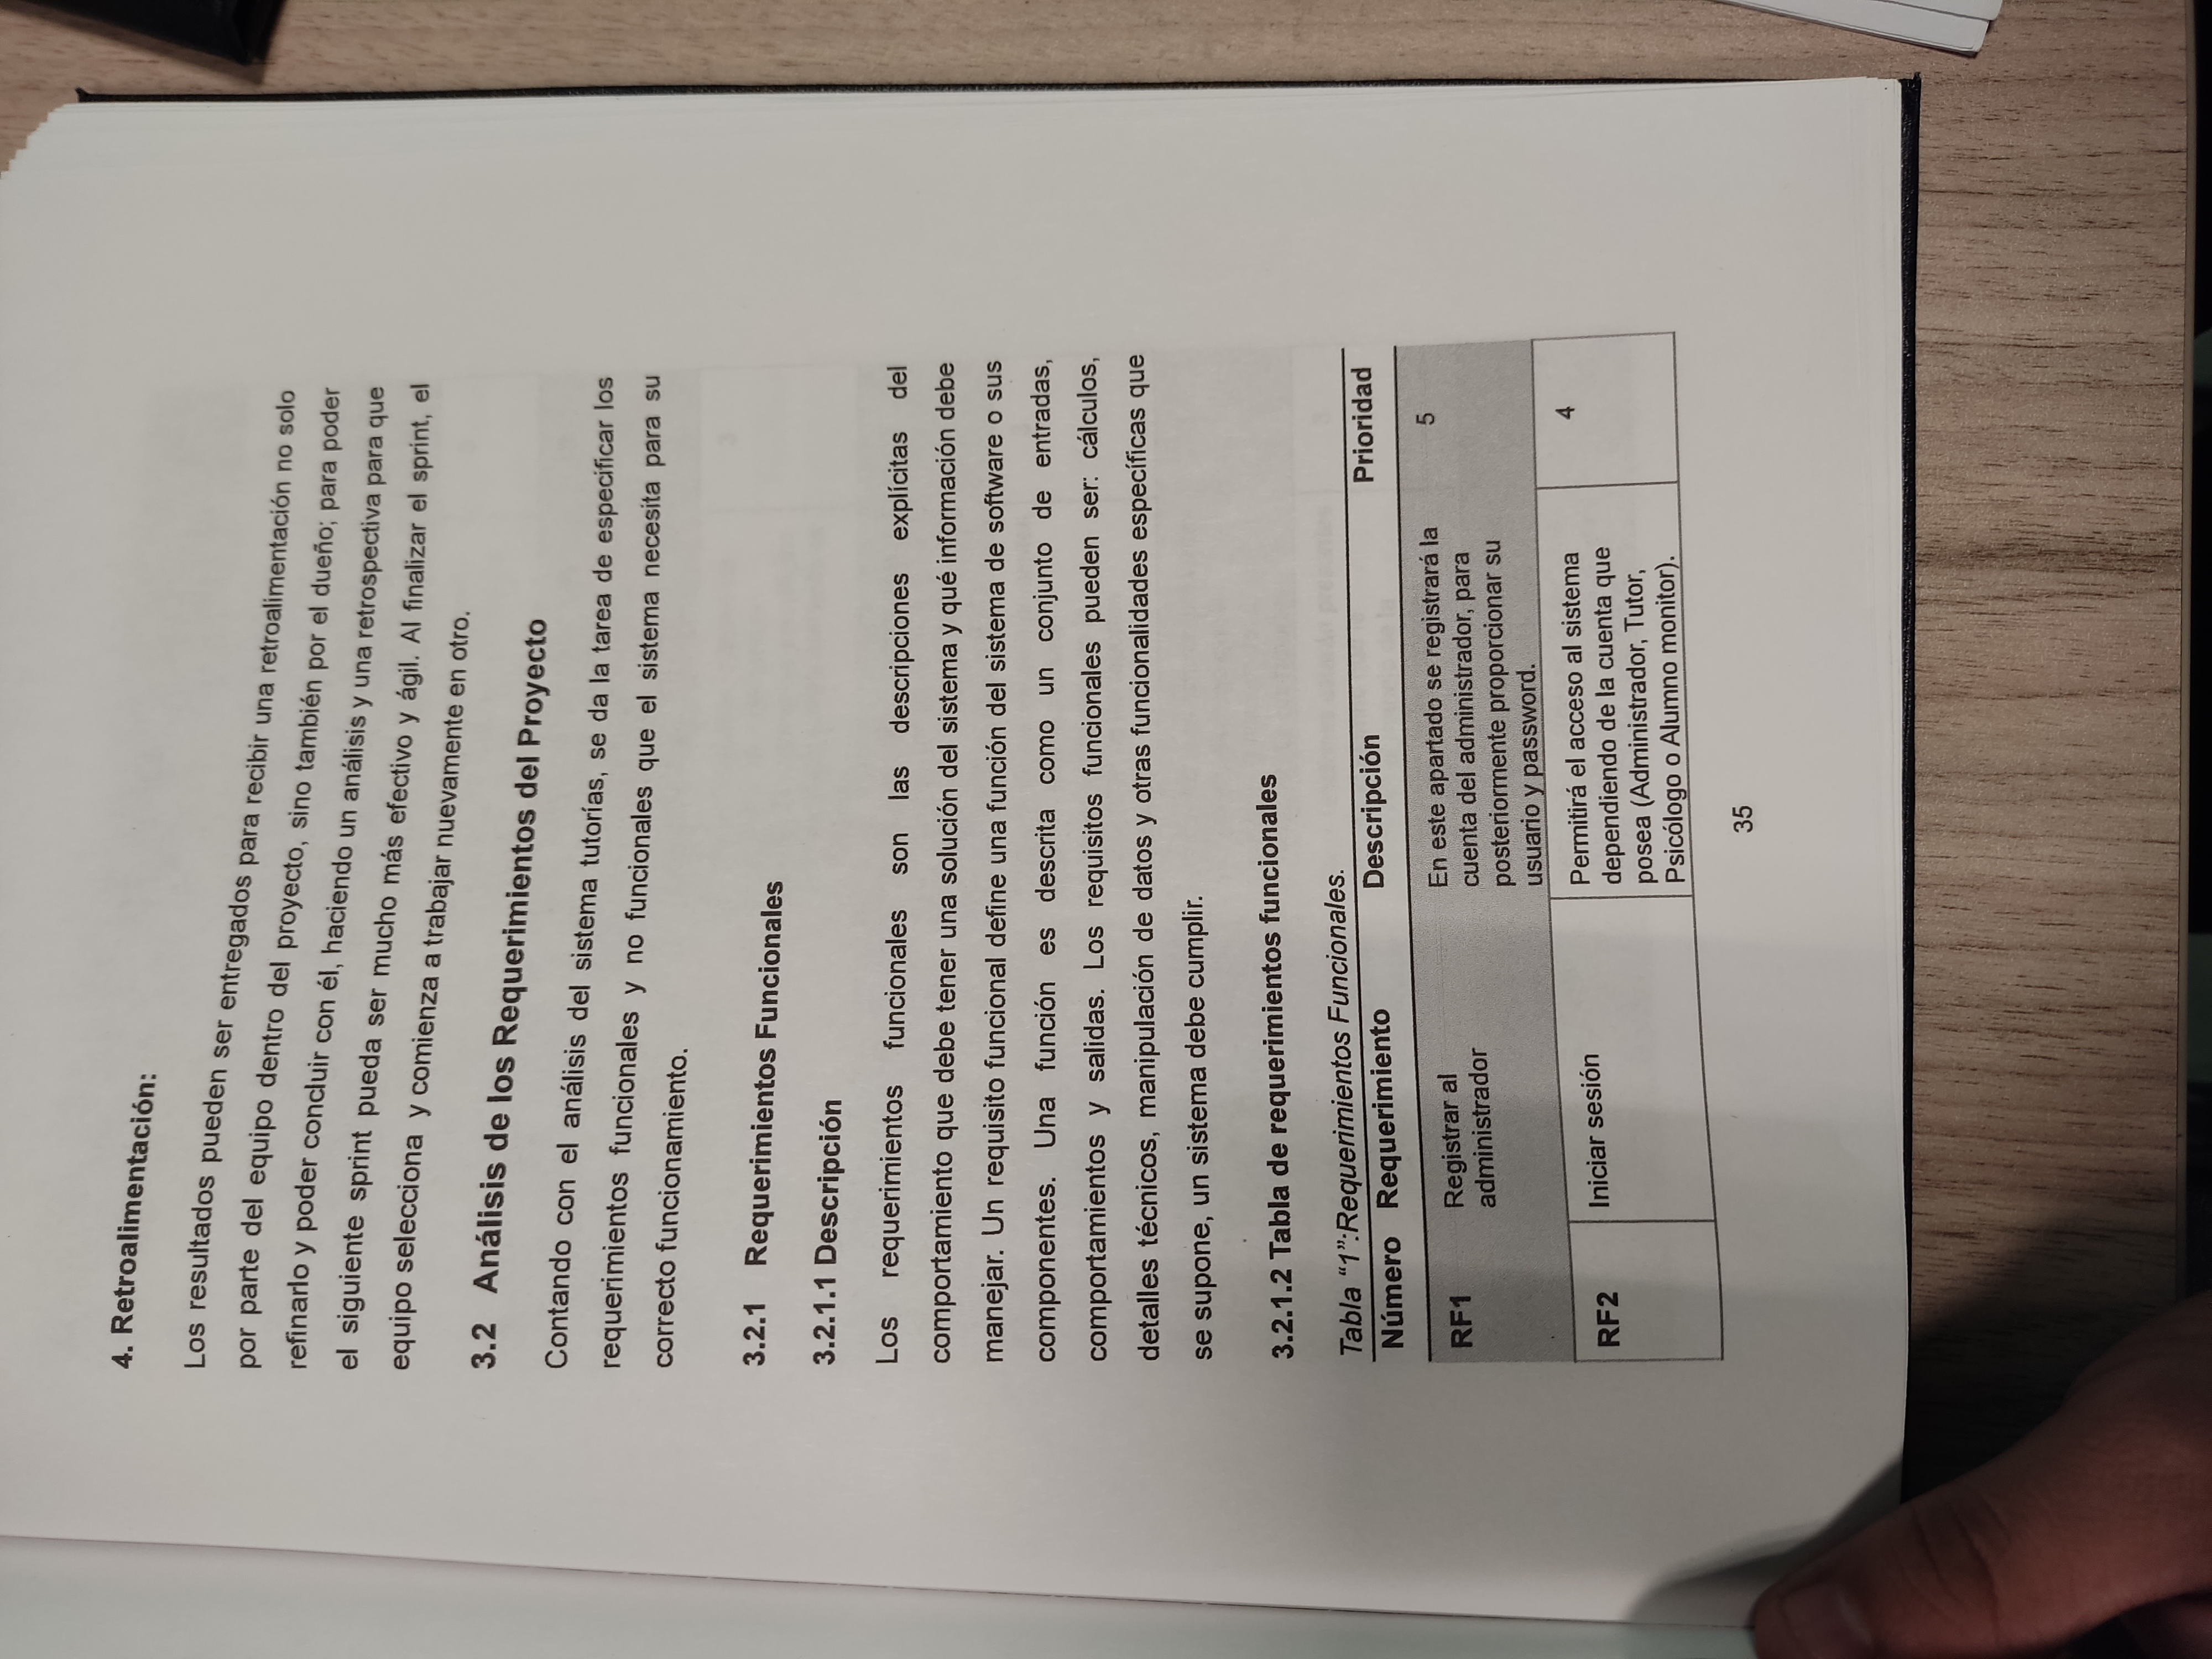 4. Retroalimentación:
Los resultados pueden ser entregados para recibir una retroalimentación no solo
por parte del equipo dentro del proyecto, sino también por el dueño; para poder
refinarlo y poder concluir con él, haciendo un análisis y una retrospectiva para que
el siguiente sprint pueda ser mucho más efectivo y ágil. Al finalizar el sprint, el
equipo selecciona y comienza a trabajar nuevamente en otro.
3.2 Análisis de los Requerimientos del Proyecto
Contando con el análisis del sistema tutorías, se da la tarea de especificar los
requerimientos funcionales y no funcionales que el sistema necesita para su
correcto funcionamiento.
3.2.1 Requerimientos Funcionales
3.2.1.1 Descripción
Los requerimientos funcionales son las descripciones explícitas del
comportamiento que debe tener una solución del sistema y qué información debe
manejar. Un requisito funcional define una función del sistema de software o sus
componentes. Una función es descrita como un conjunto de entradas,
comportamientos y salidas. Los requisitos funcionales pueden ser: cálculos,
detalles técnicos, manipulación de datos y otras funcionalidades específicas que
se supone, un sistema debe cumplir.
3.2.1.2 Tabla de requerimientos funcionales
Tabla “1”:Requerimientos Funcionales.
Número Requerimiento Descripción Prioridad
RF1 Registrar al En este apartado se registrará la 5
administrador cuenta del administrador, para
posteriormente proporcionar su
usuario y password.
RF2 Iniciar sesión Permitirá el acceso al sistema 4
dependiendo de la cuenta que
posea (Administrador, Tutor,
Psicólogo o Alumno monitor).
35